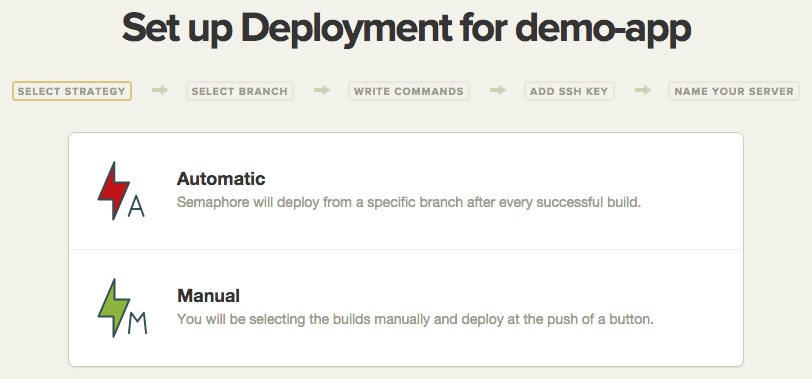 Set up Deployment for demo-app
SELECT STRATEGY SELECT BRANCH WRITE COMMANDS ADD SSH KEY NAME YOUR SERVER
Automatic
Semaphore will deploy from a specific branch after every successful build.
A
Manual
You will be selecting the builds manually and deploy at the push of a button.
M